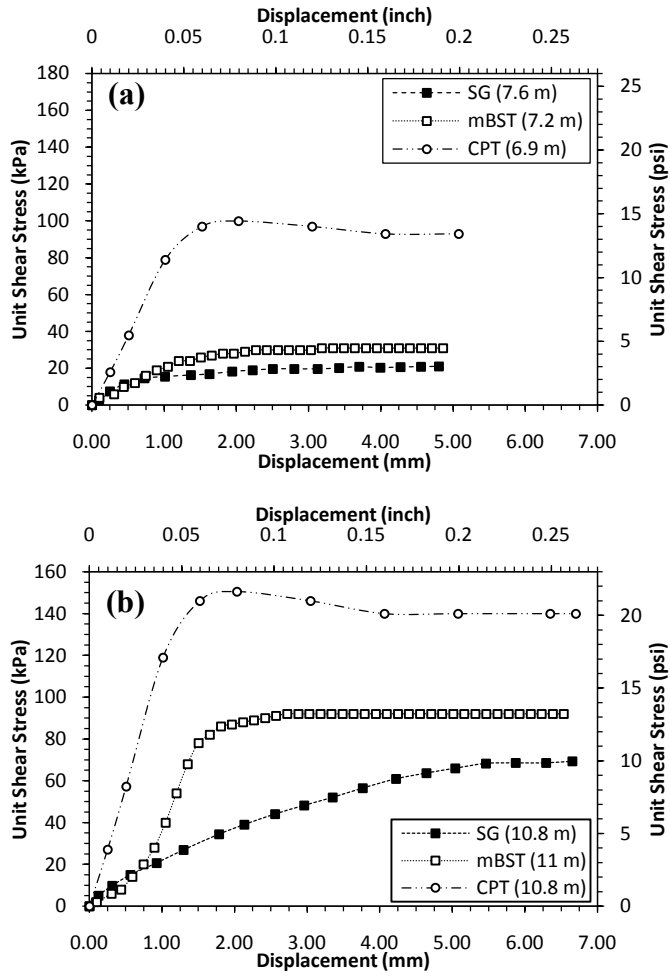 Displacement (inch)
0 0.05 0.1 0.15 0.2 0.25
(a)
SG (7.6 m)
mBST (7.2 m)
CPT (6.9 m)
Unit Shear Stress (kPa)
180
160
140
120
100
80
60
40
20
0
25
20
15
10
5
0
Unit Shear Stress (psi)
0.00 1.00 2.00 3.00 4.00 5.00 6.00 7.00
Displacement (mm)
Displacement (inch)
0 0.05 0.1 0.15 0.2 0.25
(b)
Unit Shear Stress (kPa)
160
140
120
100
80
60
40
20
0
20
15
10
5
0
Unit Shear Stress (psi)
SG (10.8 m)
mBST (11 m)
CPT (10.8 m)
0.00 1.00 2.00 3.00 4.00 5.00 6.00 7.00
Displacement (mm)